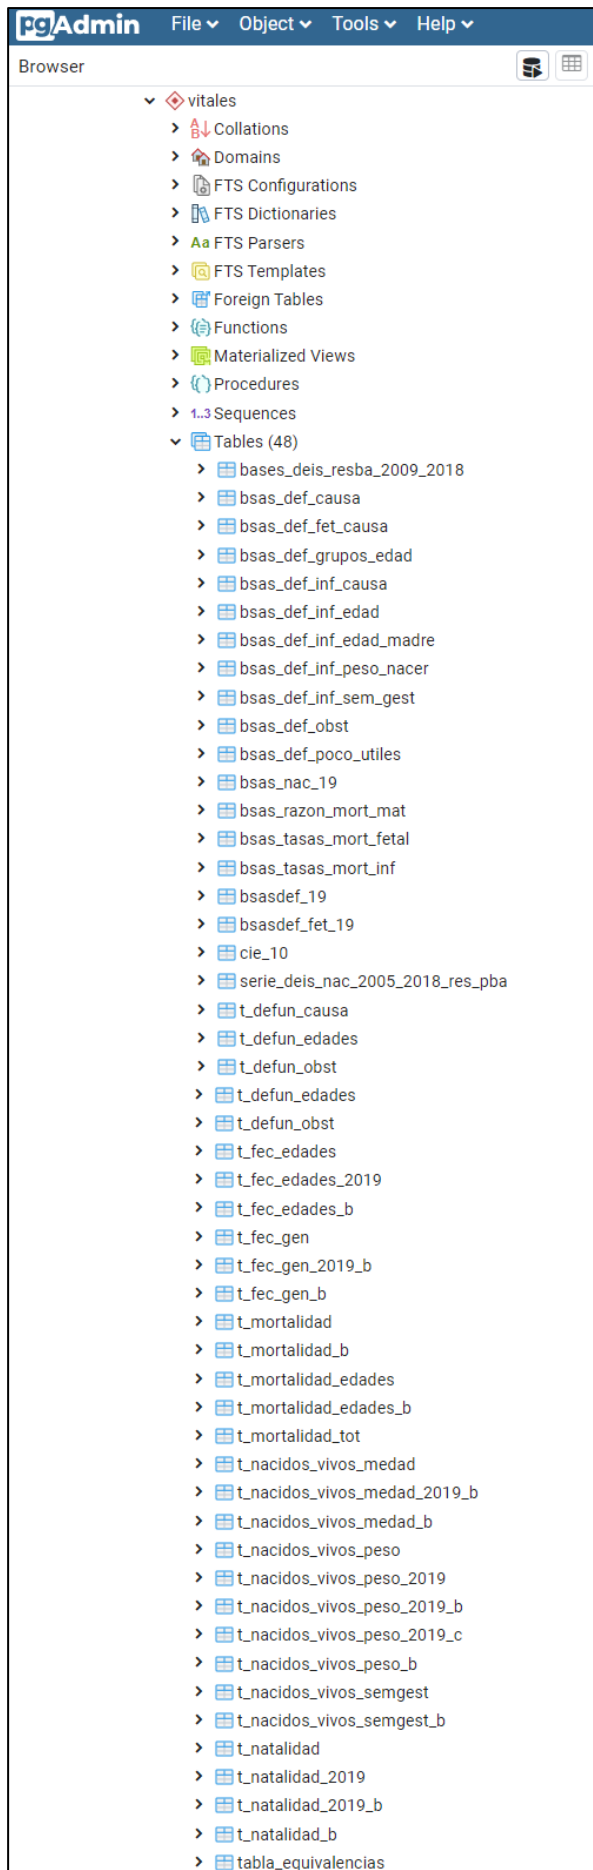 pgAdmin File Object Tools Help
Browser
vitales
Collations
Domains
FTS Configurations
FTS Dictionaries
Aa FTS Parsers
FTS Templates
Foreign Tables
Functions
Materialized Views
Procedures
1..3 Sequences
Tables (48)
bases_deis_resba_2009_2018
bsas_def_causa
bsas_def_fet_causa
bsas_def_grupos_edad
bsas_def_inf_causa
bsas_def_inf_edad
bsas_def_inf_edad_madre
bsas_def_inf_peso_nacer
bsas_def_inf_sem_gest
bsas_def_obst
bsas_def_poco_utiles
bsas_nac_19
bsas_razon_mort_mat
bsas_tasas_mort_fetal
bsas_tasas_mort_inf
bsasdef_19
bsasdef_fet_19
cie_10
serie_deis_nac_2005_2018_res_pba
t_defun_causa
t_defun_edades
t_defun_obst
t_defun_edades
t_defun_obst
t_fec_edades
t_fec_edades_2019
t_fec_edades_b
t_fec_gen
t_fec_gen_2019_b
t_fec_gen_b
t_mortalidad
t_mortalidad_b
t_mortalidad_edades
t_mortalidad_edades_b
t_mortalidad_tot
t_nacidos_vivos_medad
t_nacidos_vivos_medad_2019_b
t_nacidos_vivos_medad_b
t_nacidos_vivos_peso
t_nacidos_vivos_peso_2019
t_nacidos_vivos_peso_2019_b
t_nacidos_vivos_peso_2019_c
t_nacidos_vivos_peso_b
t_nacidos_vivos_semgest
t_nacidos_vivos_semgest_b
t_natalidad
t_natalidad_2019
t_natalidad_2019_b
t_natalidad_b
tabla_equivalencias